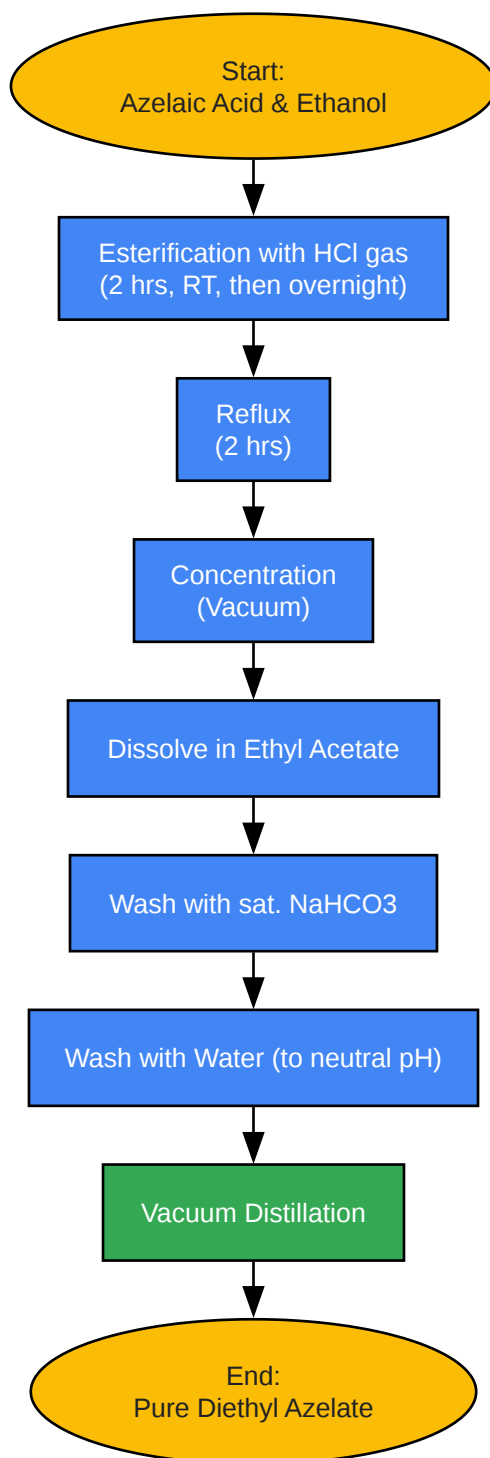 Start:
Azelaic Acid & Ethanol
Esterification with HCl gas
(2 hrs, RT, then overnight)
Reflux
(2 hrs)
Concentration
(Vacuum)
Dissolve in Ethyl Acetate
Wash with sat. NaHCO3
Wash with Water (to neutral pH)
Vacuum Distillation
End:
Pure Diethyl Azelate